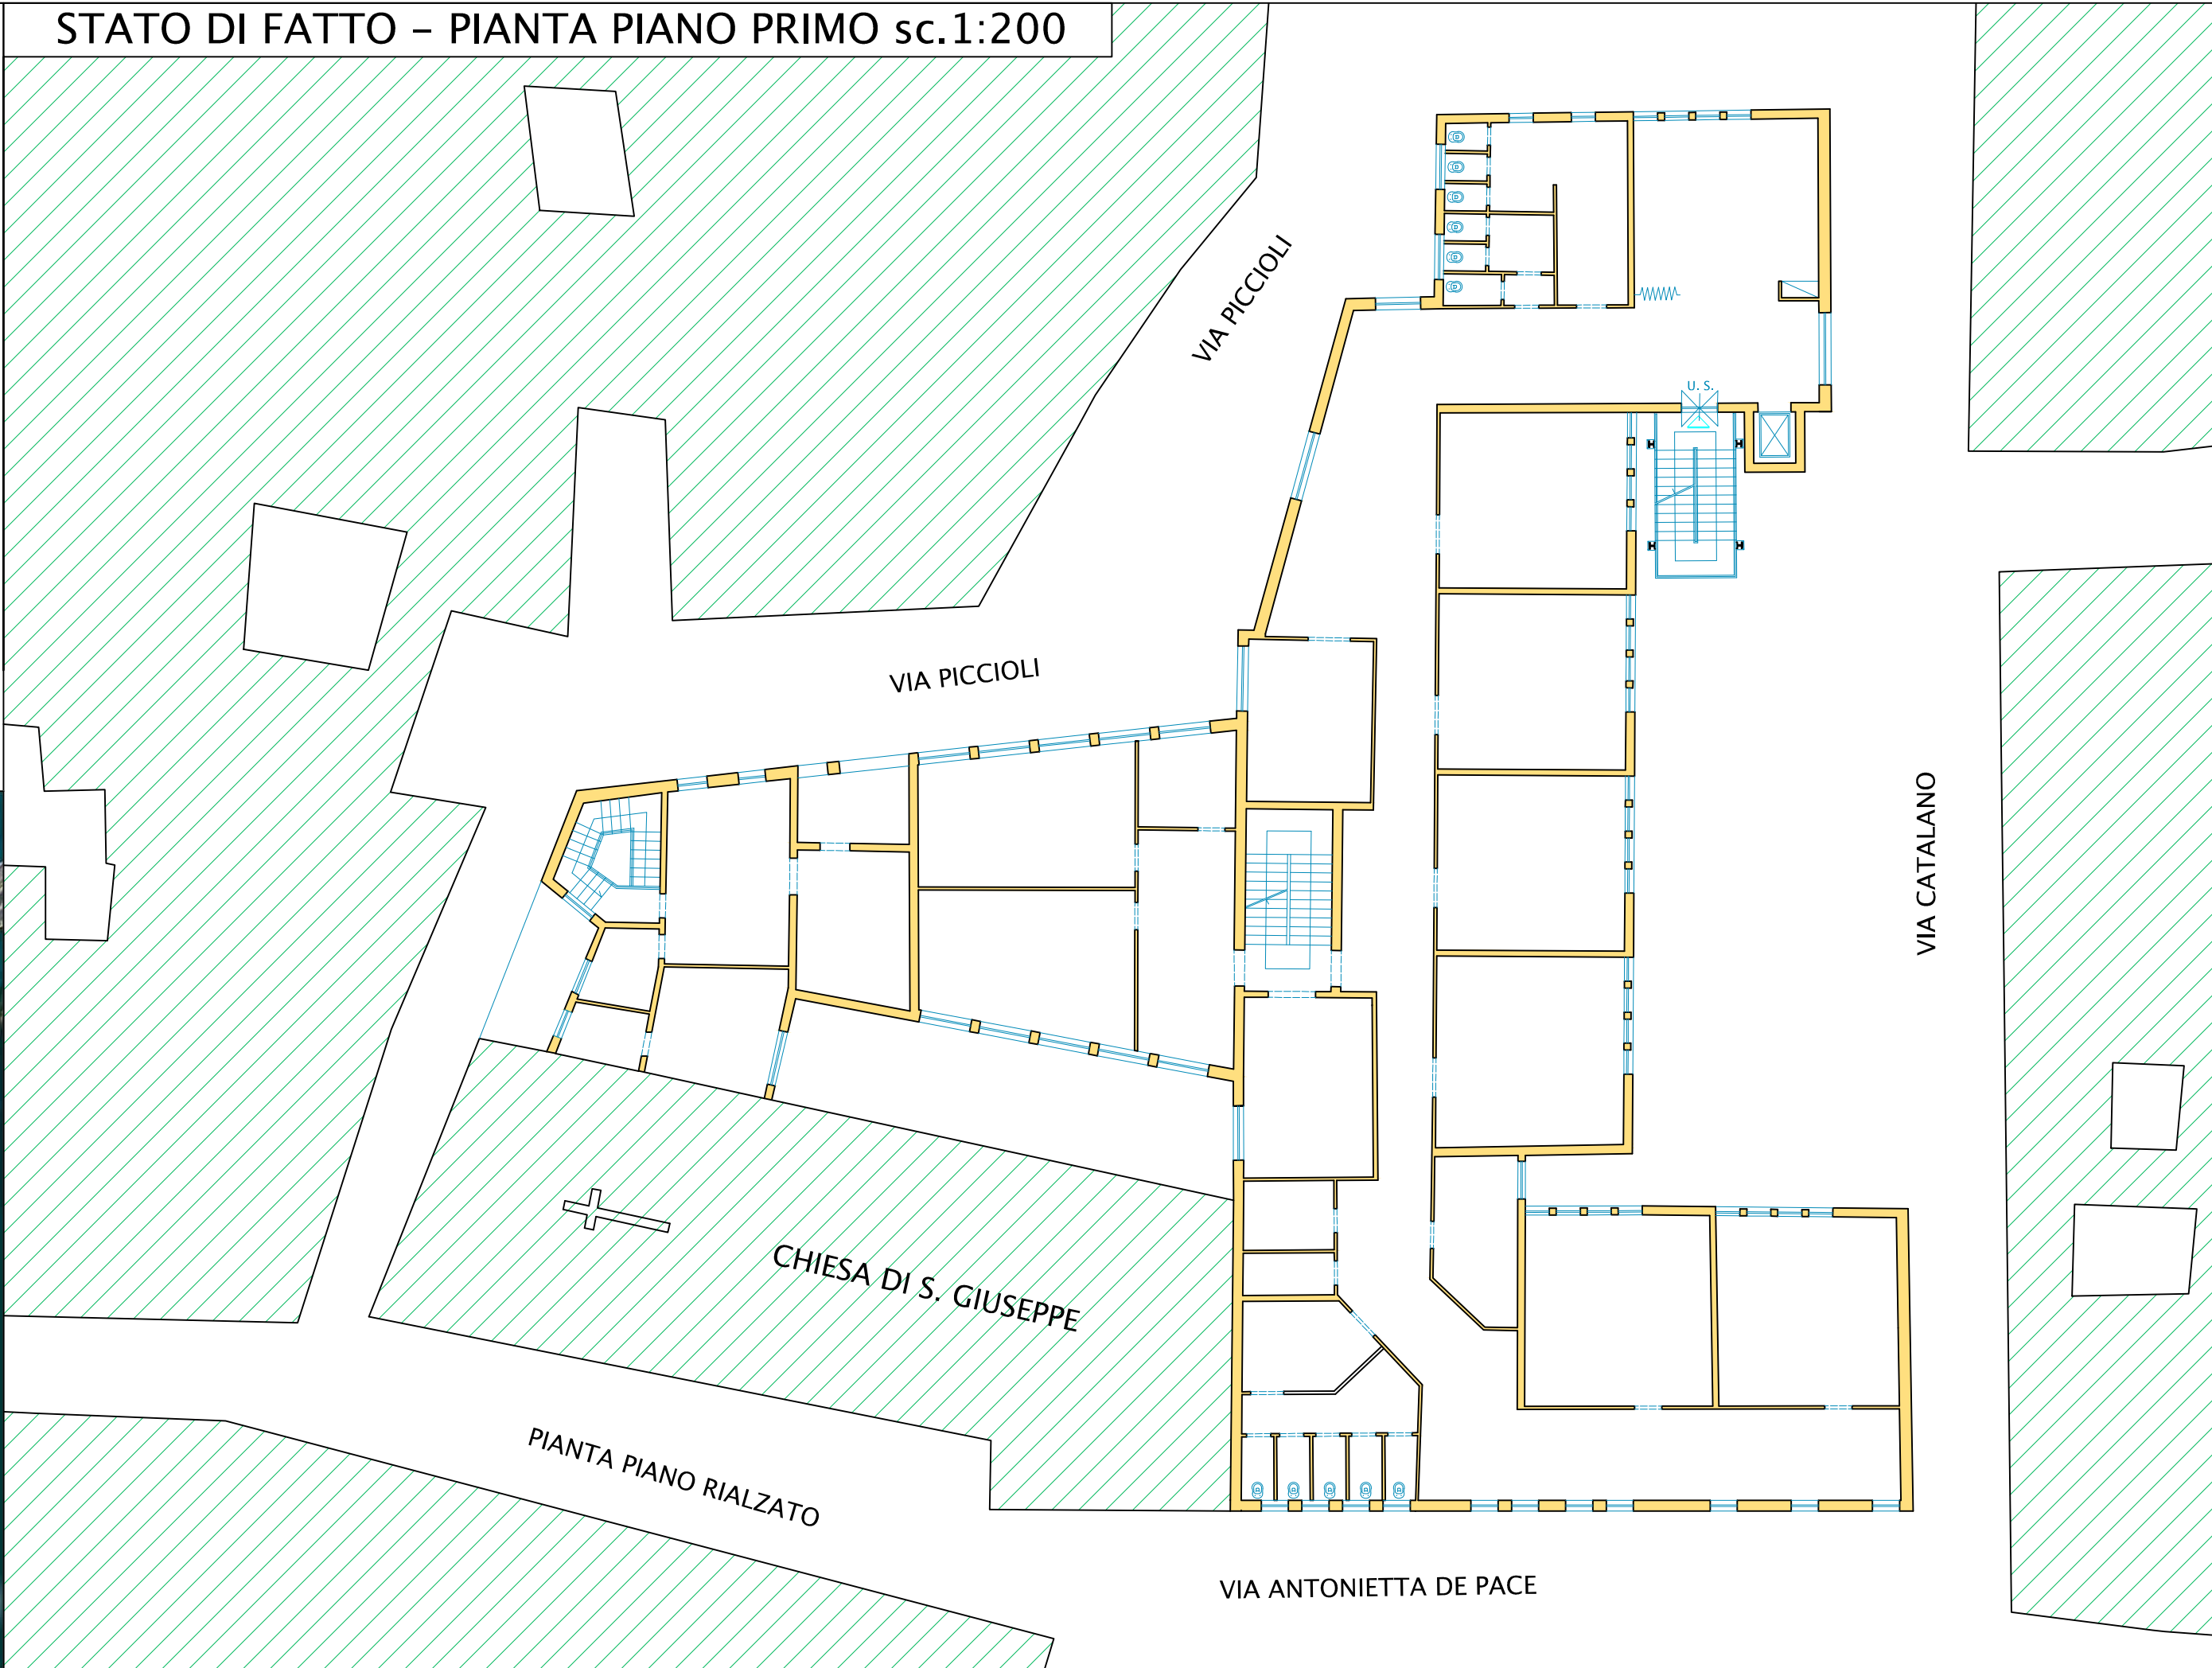 STATO DI FATTO – PIANTA PIANO PRIMO sc.1:200
VIA PICCIOLI
U. S.
VIA PICCIOLI
VIA CATALANO
CHIESA DI S. GIUSEPPE
PIANTA PIANO RIALZATO
VIA ANTONIETTA DE PACE